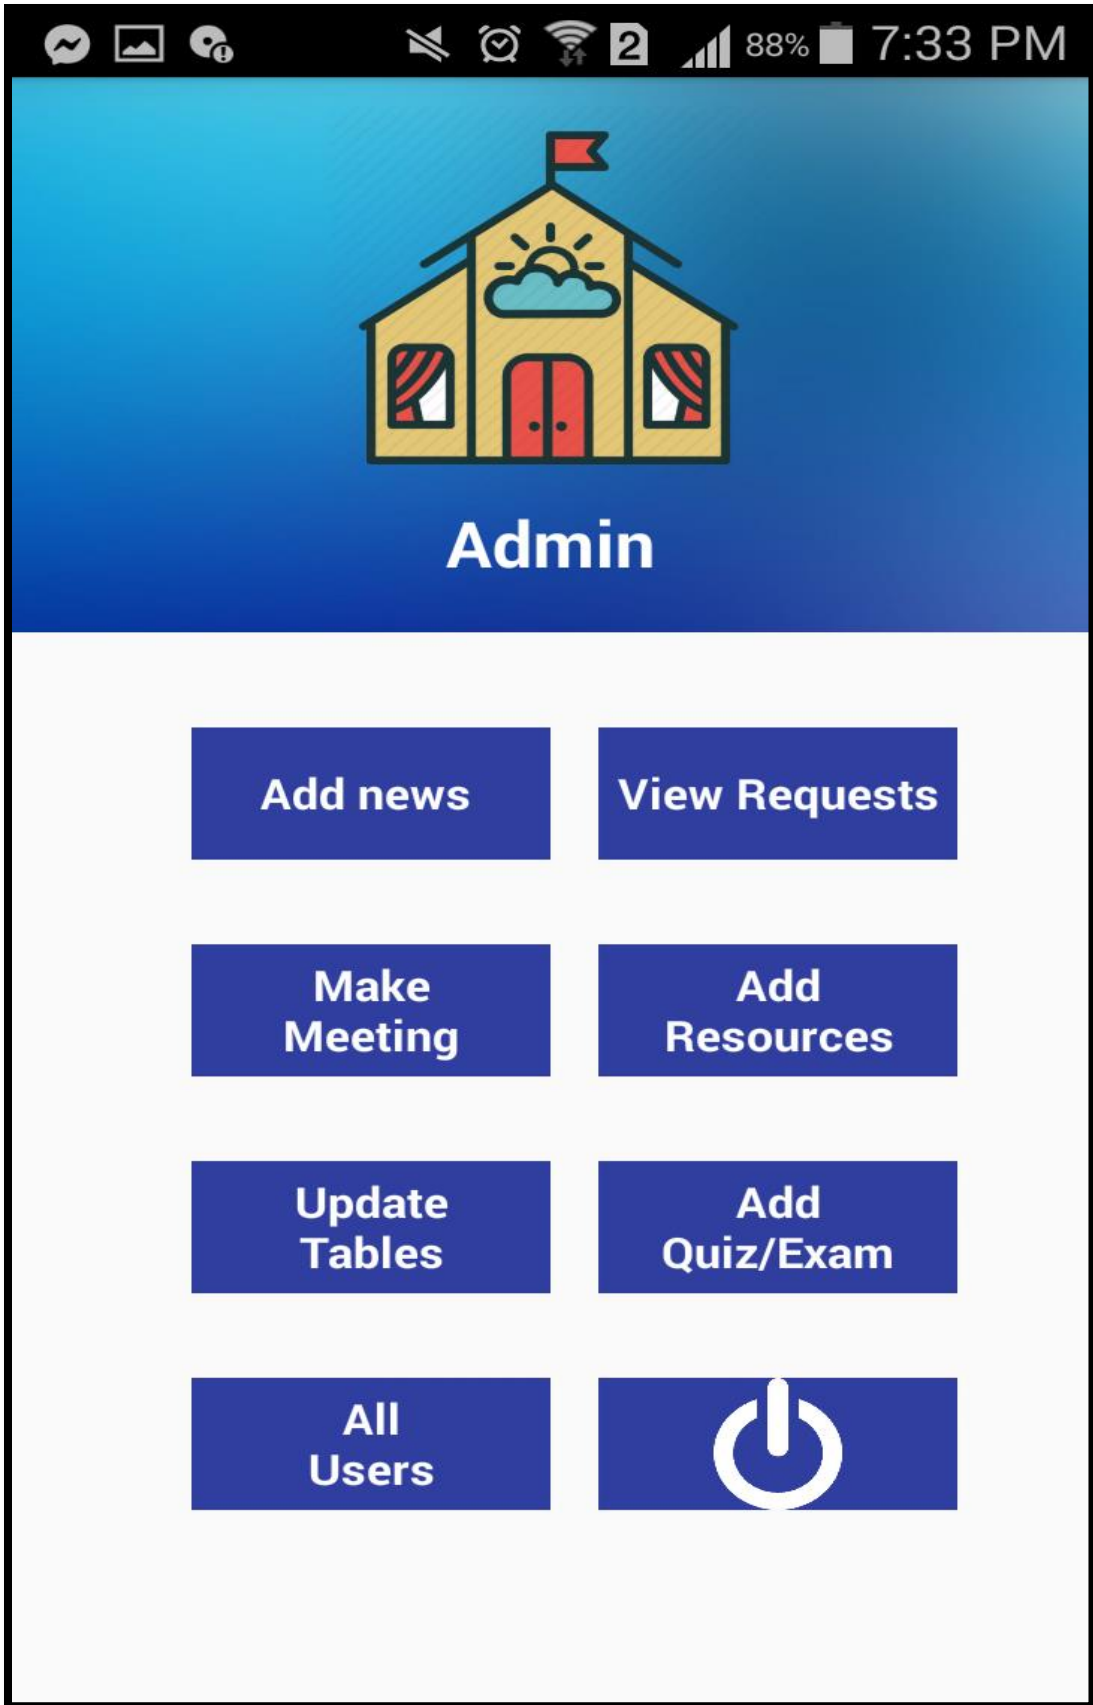 2 88% 7:33 PM
Admin
Add news
View Requests
Make
Meeting
Add
Resources
Update
Tables
Add
Quiz/Exam
All
Users